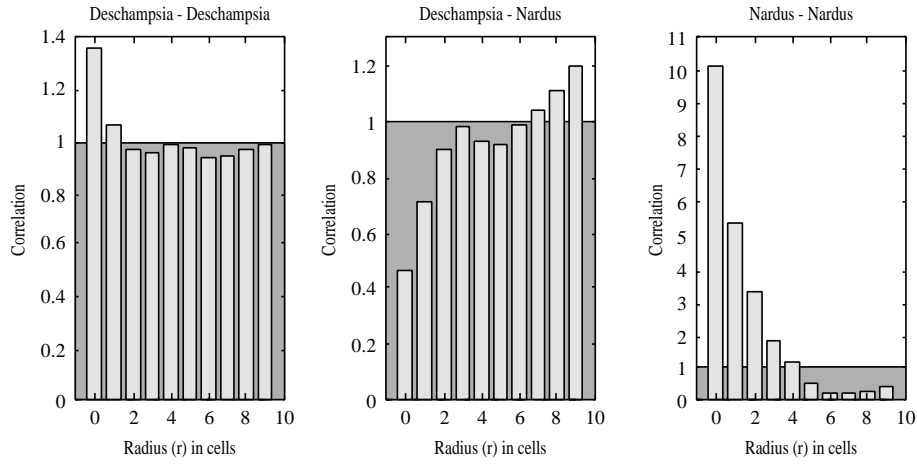 Deschampsia - Deschampsia
1.4
1.2
1
0.8
0.6
0.4
0.2
0
Correlation
0 2 4 6 8 10
Radius (r) in cells
Deschampsia - Nardus
1.2
1
0.8
0.6
0.4
0.2
0
Correlation
0 2 4 6 8 10
Radius (r) in cells
Nardus - Nardus
11
10
9
8
7
6
5
4
3
2
1
0
Correlation
0 2 4 6 8 10
Radius (r) in cells